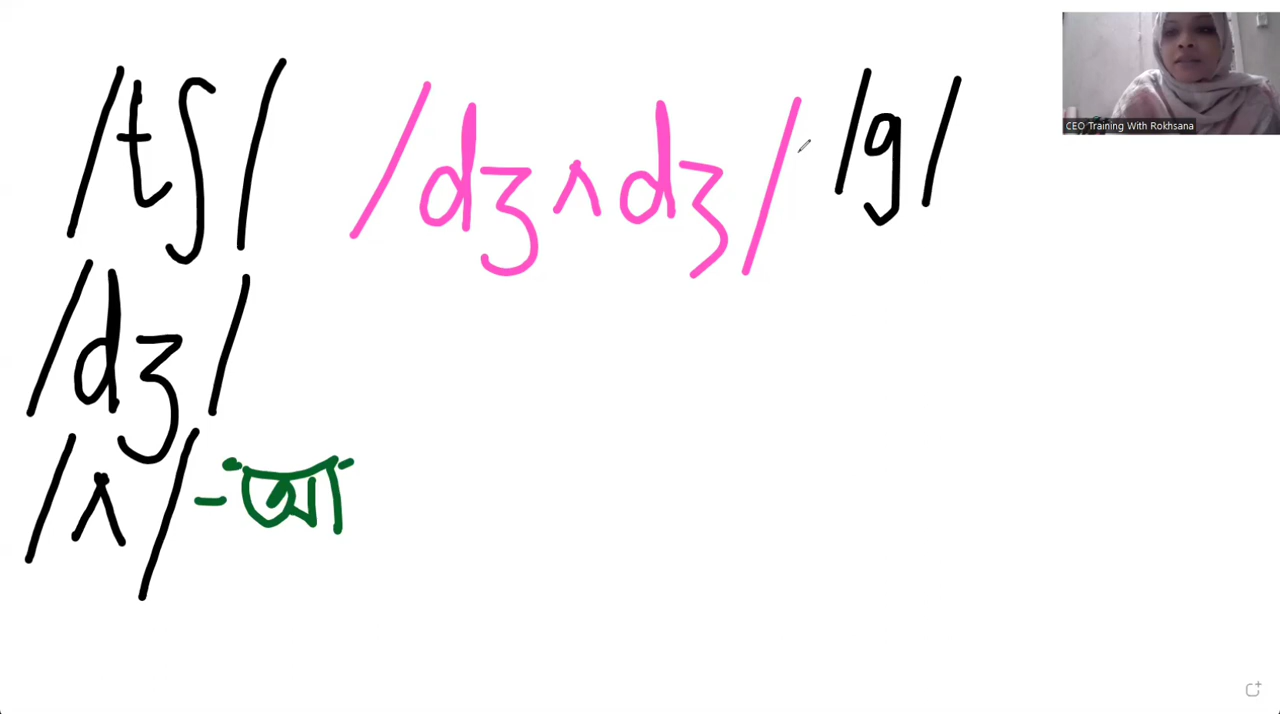 /tʃ/ /dʒʌdʒ/ /g/
CEO Training With Rokhsana
/dʒ/
/ʌ/ - "আ"